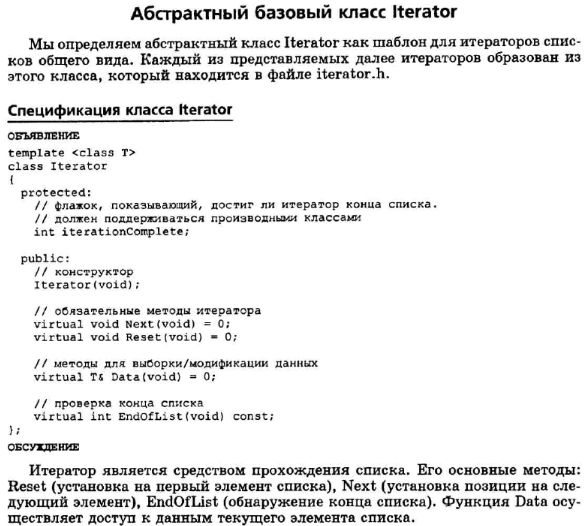 Абстрактный базовый класс Iterator
Мы определяем абстрактный класс Iterator как шаблон для итераторов спис-
ков общего вида. Каждый из представляемых далее итераторов образован из
этого класса, который находится в файле iterator.h.
Спецификация класса Iterator
ОБЪЯВЛЕНИЕ
template <class T>
class Iterator
{
protected:
// флажок, показывающий, достиг ли итератор конца списка.
// должен поддерживаться производными классами
int iterationComplete;
public:
// конструктор
Iterator(void);
// обязательные методы итератора
virtual void Next(void) = 0;
virtual void Reset(void) = 0;
// методы для выборки/модификации данных
virtual T& Data(void) = 0;
// проверка конца списка
virtual int EndOfList(void) const;
};
ОБСУЖДЕНИЕ
Итератор является средством прохождения списка. Его основные методы:
Reset (установка на первый элемент списка), Next (установка позиции на сле-
дующий элемент), EndOfList (обнаружение конца списка). Функция Data осу-
ществляет доступ к данным текущего элемента списка.